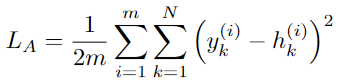 L_A = \frac{1}{2m} \sum_{i=1}^{m} \sum_{k=1}^{N} \left( y_k^{(i)} - h_k^{(i)} \right)^2